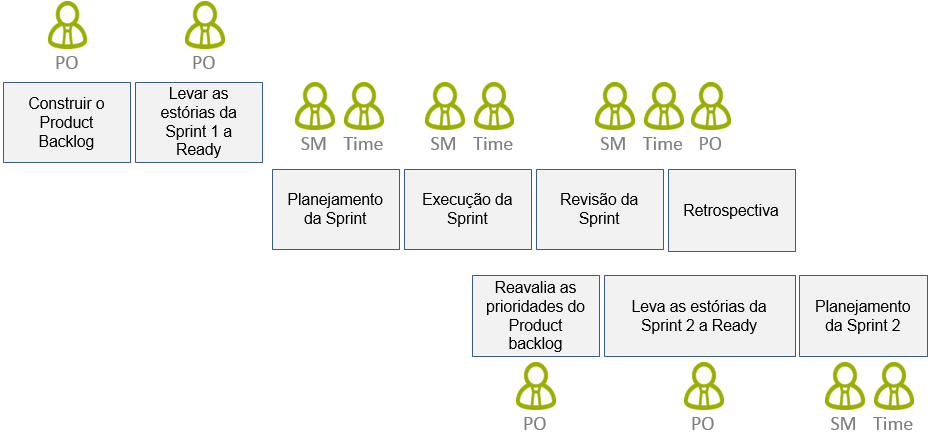 PO
PO
Construir o
Product
Backlog
Levar as
estórias da
Sprint 1 a
Ready
SM
Time
SM
Time
SM
Time
PO
Planejamento
da Sprint
Execução da
Sprint
Revisão da
Sprint
Retrospectiva
Reavalia as
prioridades do
Product
backlog
Leva as estórias da
Sprint 2 a Ready
Planejamento
da Sprint 2
PO
PO
SM
Time